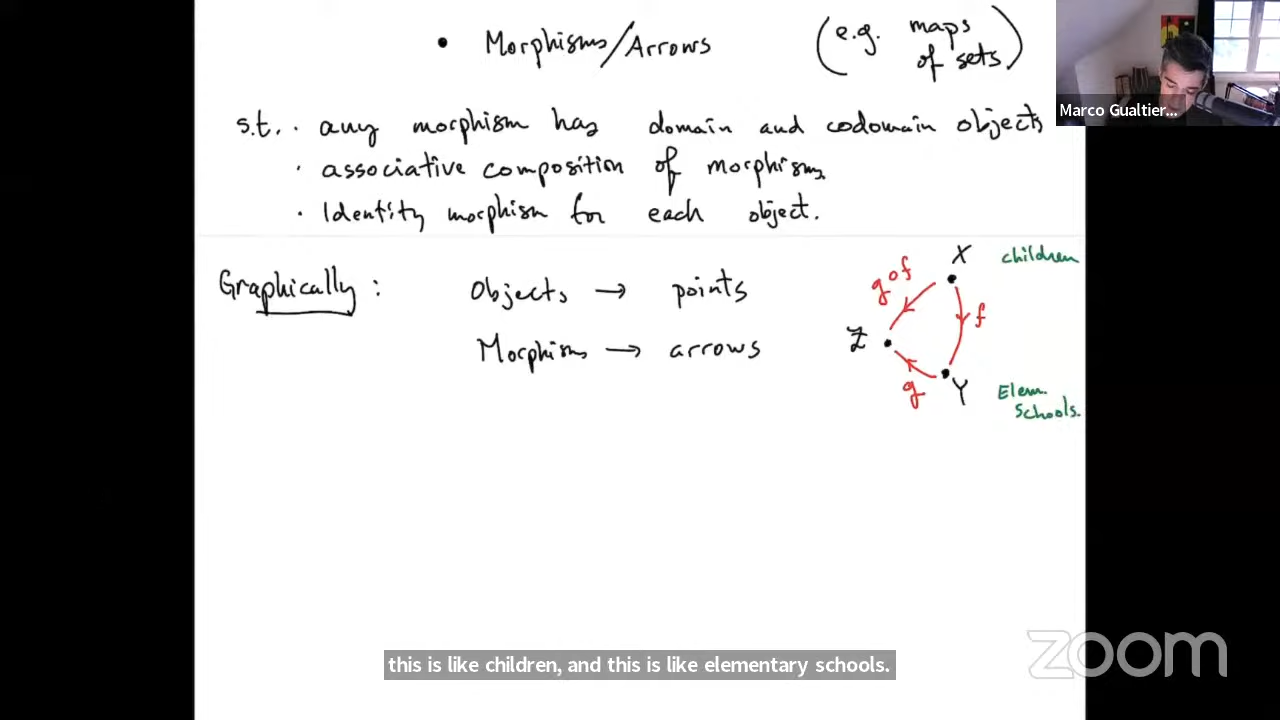 • Morphisms/Arrows (e.g. maps of sets)
s.t. · any morphism has domain and codomain objects
· associative composition of morphisms.
· Identity morphism for each object.
Graphically : Objects → points
Morphisms → arrows
X children
g∘f
f
Z
g
Y
Elem.
Schools.
Marco Gualtier...
this is like children, and this is like elementary schools.
zoom